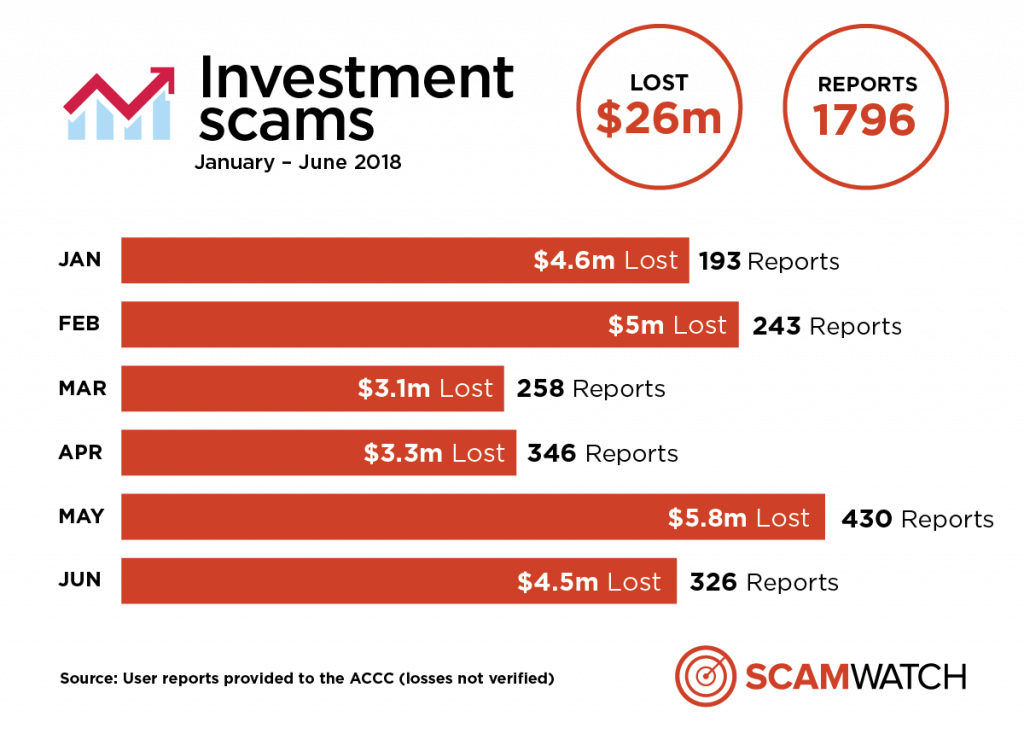 Investment
scams
January – June 2018
LOST
$26m
REPORTS
1796
JAN $4.6m Lost 193 Reports
FEB $5m Lost 243 Reports
MAR $3.1m Lost 258 Reports
APR $3.3m Lost 346 Reports
MAY $5.8m Lost 430 Reports
JUN $4.5m Lost 326 Reports
Source: User reports provided to the ACCC (losses not verified)
SCAMWATCH